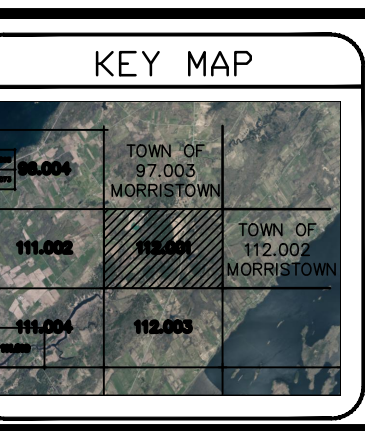 KEY MAP
TOWN OF
97.003
MORRISTOWN
98.004
111.002
112.001
TOWN OF
112.002
MORRISTOWN
111.004
112.003